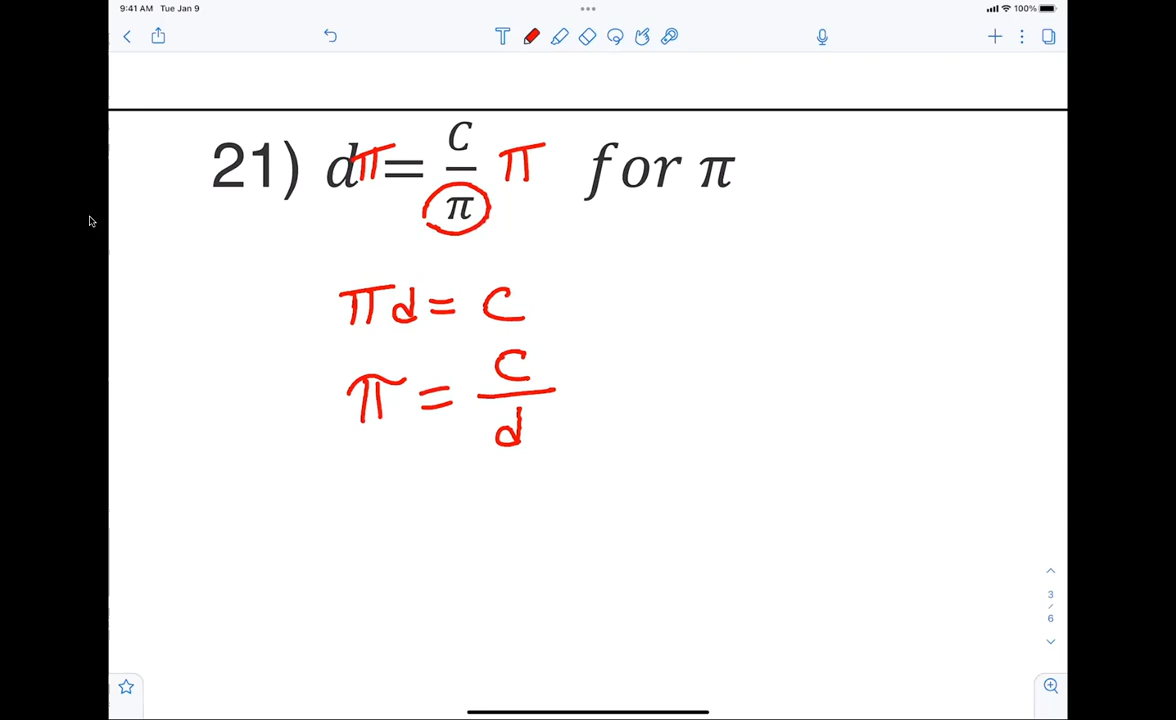 9:41 AM Tue Jan 9
100%
21) dπ = C/π π for π
πd = C
π = C/d
3
/
6